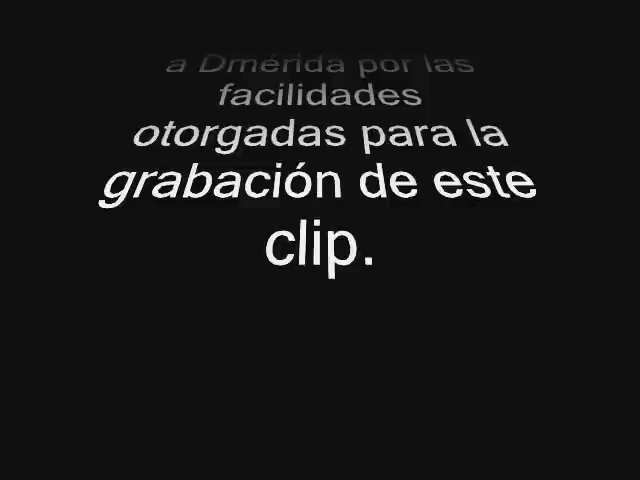 a Dmérida por las
facilidades
otorgadas para la
grabación de este
clip.